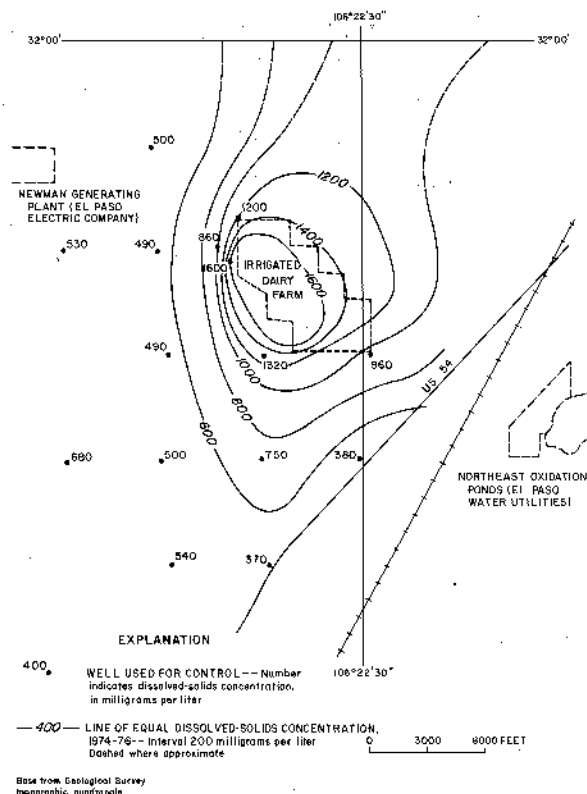 106°22'30"
32°00'
32°00'
500
NEWMAN GENERATING
PLANT (EL PASO
ELECTRIC COMPANY)
1200
1200
1400
530
490
860
1600
IRRIGATED
DAIRY
FARM
1600
490
1320
960
1000
800
600
US 54
680
500
750
380
NORTHEAST OXIDATION
PONDS (EL PASO
WATER UTILITIES)
540
370
EXPLANATION
400
WELL USED FOR CONTROL -- Number
indicates dissolved-solids concentration,
in milligrams per liter
106°22'30"
400
LINE OF EQUAL DISSOLVED-SOLIDS CONCENTRATION,
1974-76-- Interval 200 milligrams per liter
Dashed where approximate
0 3000 6000 FEET
Base from Geological Survey
topographic quadrangle